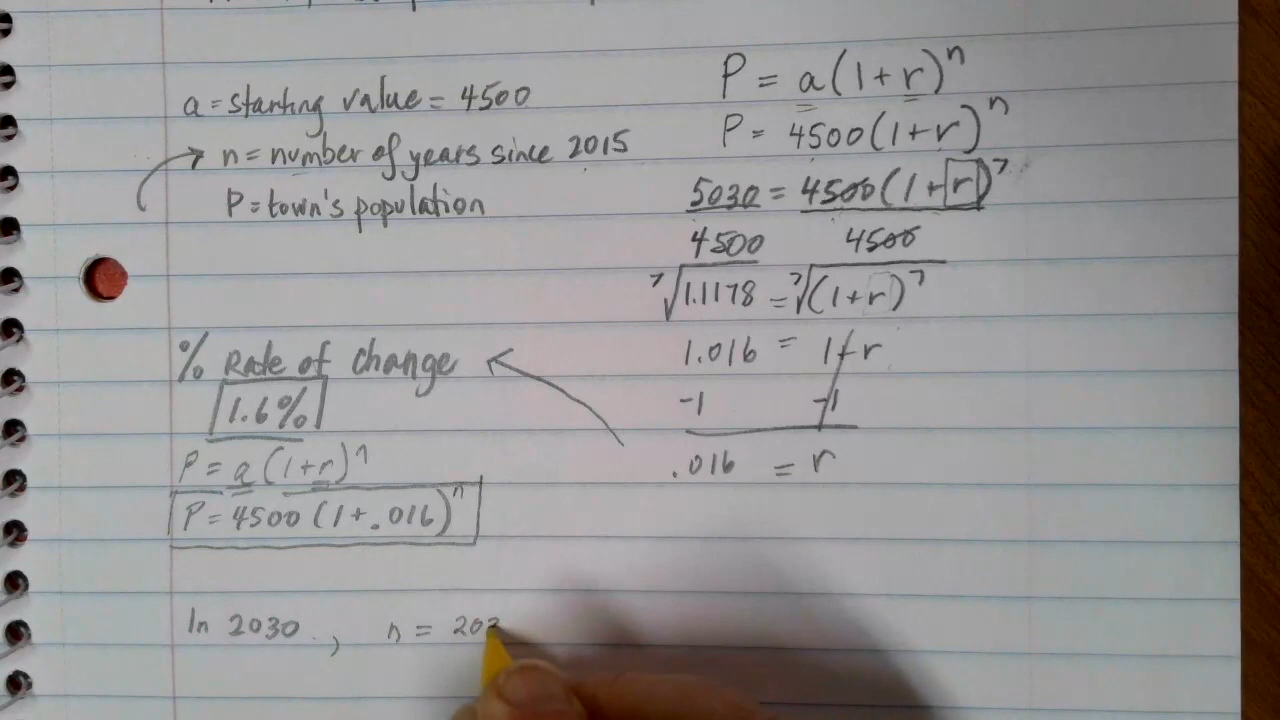 a = starting value = 4500
n = number of years since 2015
P = town's population
P = a(1+r)^n
P = 4500(1+r)^n
5030 = 4500(1+r)^7
4500 4500
7√1.1178 = 7√(1+r)^7
1.016 = 1+r
-1 -1
.016 = r
% Rate of change
1.6%
P = a(1+r)^n
P = 4500(1+.016)^n
In 2030, n = 203